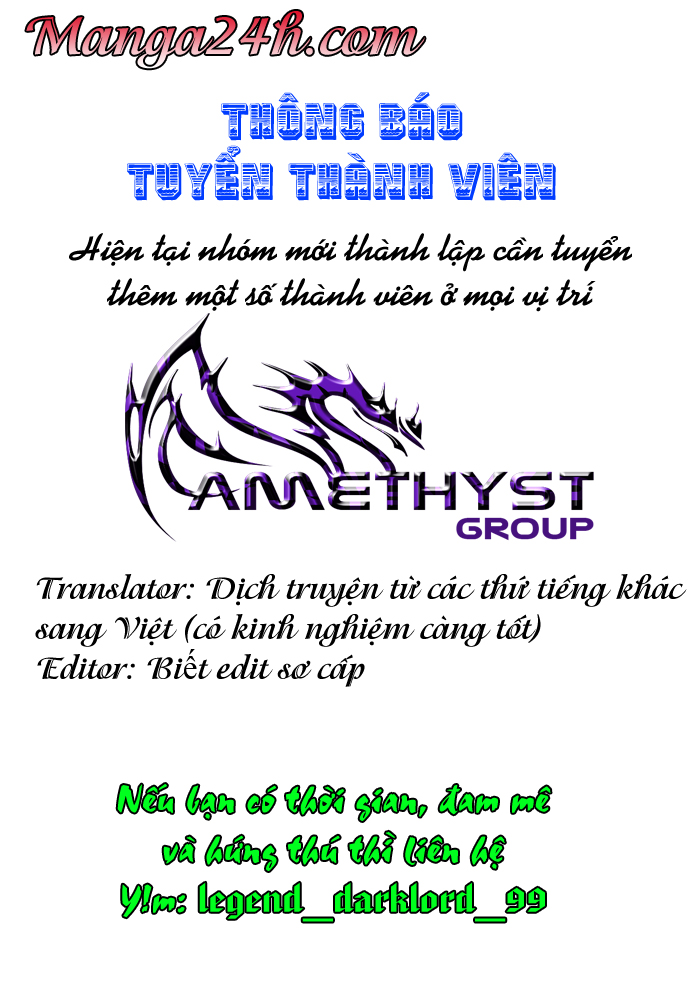 Manga24h.com
THÔNG BÁO
TUYỂN THÀNH VIÊN
Hiện tại nhóm mới thành lập cần tuyển
thêm một số thành viên ở mọi vị trí
AMETHYST
GROUP
Translator: Dịch truyện từ các thứ tiếng khác
sang Việt (có kinh nghiệm càng tốt)
Editor: Biết edit sơ cấp
Nếu bạn có thời gian, đam mê
và hứng thú thì liên hệ
Y!m: legend_darklord_99